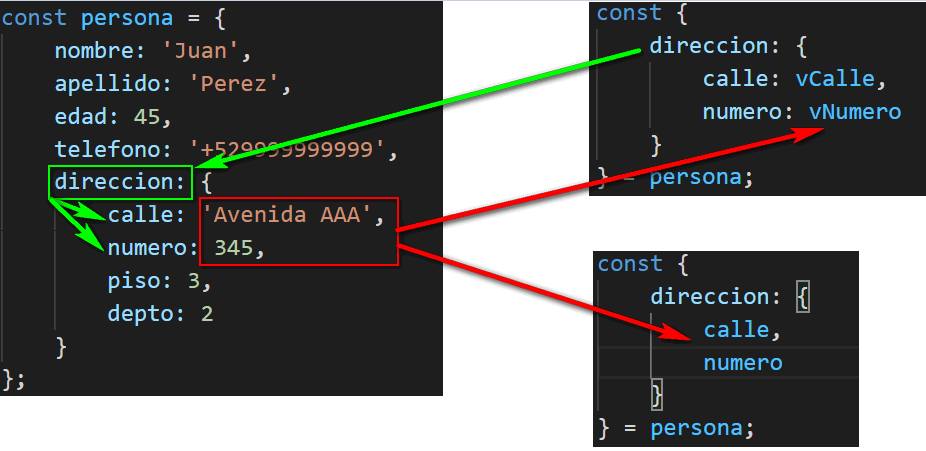 const persona = {
    nombre: 'Juan',
    apellido: 'Perez',
    edad: 45,
    telefono: '+529999999999',
    direccion: {
        calle: 'Avenida AAA',
        numero: 345,
        piso: 3,
        depto: 2
    }
};
const {
    direccion: {
        calle: vCalle,
        numero: vNumero
    }
} = persona;
const {
    direccion: {
        calle,
        numero
    }
} = persona;